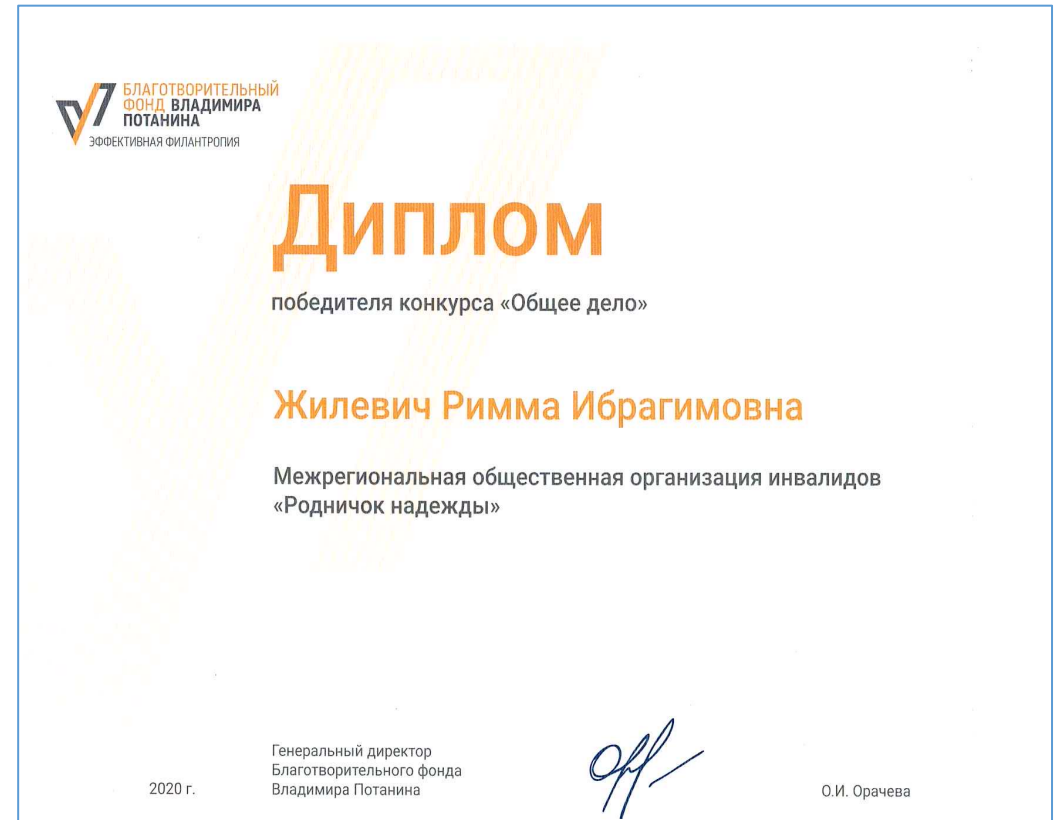 БЛАГОТВОРИТЕЛЬНЫЙ
ФОНД ВЛАДИМИРА
ПОТАНИНА
ЭФФЕКТИВНАЯ ФИЛАНТРОПИЯ
Диплом
победителя конкурса «Общее дело»
Жилевич Римма Ибрагимовна
Межрегиональная общественная организация инвалидов
«Родничок надежды»
Генеральный директор
Благотворительного фонда
Владимира Потанина
2020 г.
О.И. Орачева